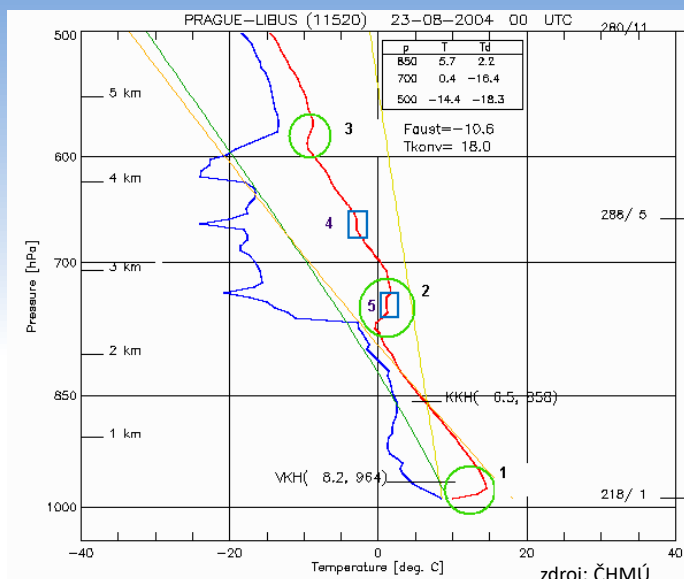 PRAGUE-LIBUS (11520) 23-08-2004 00 UTC
500
600
700
850
1000
Pressure [hPa]
5 km
4 km
3 km
2 km
1 km
p T Td
850 5.7 2.2
700 0.4 -16.4
500 -14.4 -18.3
Faust=-10.6
Tkonv= 18.0
280/11
288/ 5
218/ 1
3
4
5
2
KKH( 6.5, 858)
VKH( 8.2, 964)
1
-40 -20 0 20 40
Temperature [deg. C]
zdroj: ČHMÚ